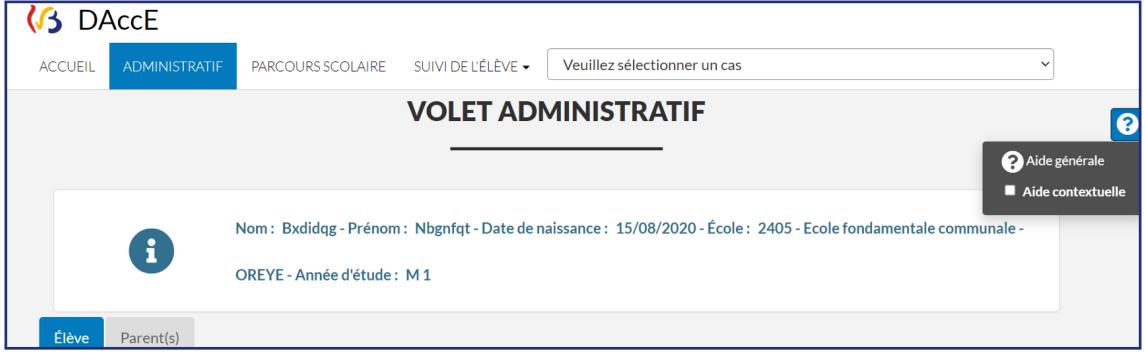 DAccE
ACCUEIL ADMINISTRATIF PARCOURS SCOLAIRE SUIVI DE L'ÉLÈVE Veuillez sélectionner un cas
VOLET ADMINISTRATIF
Aide générale
Aide contextuelle
Nom : Bxdidqg - Prénom : Nbgnfqt - Date de naissance : 15/08/2020 - École : 2405 - Ecole fondamentale communale -
OREYE - Année d'étude : M 1
Élève Parent(s)